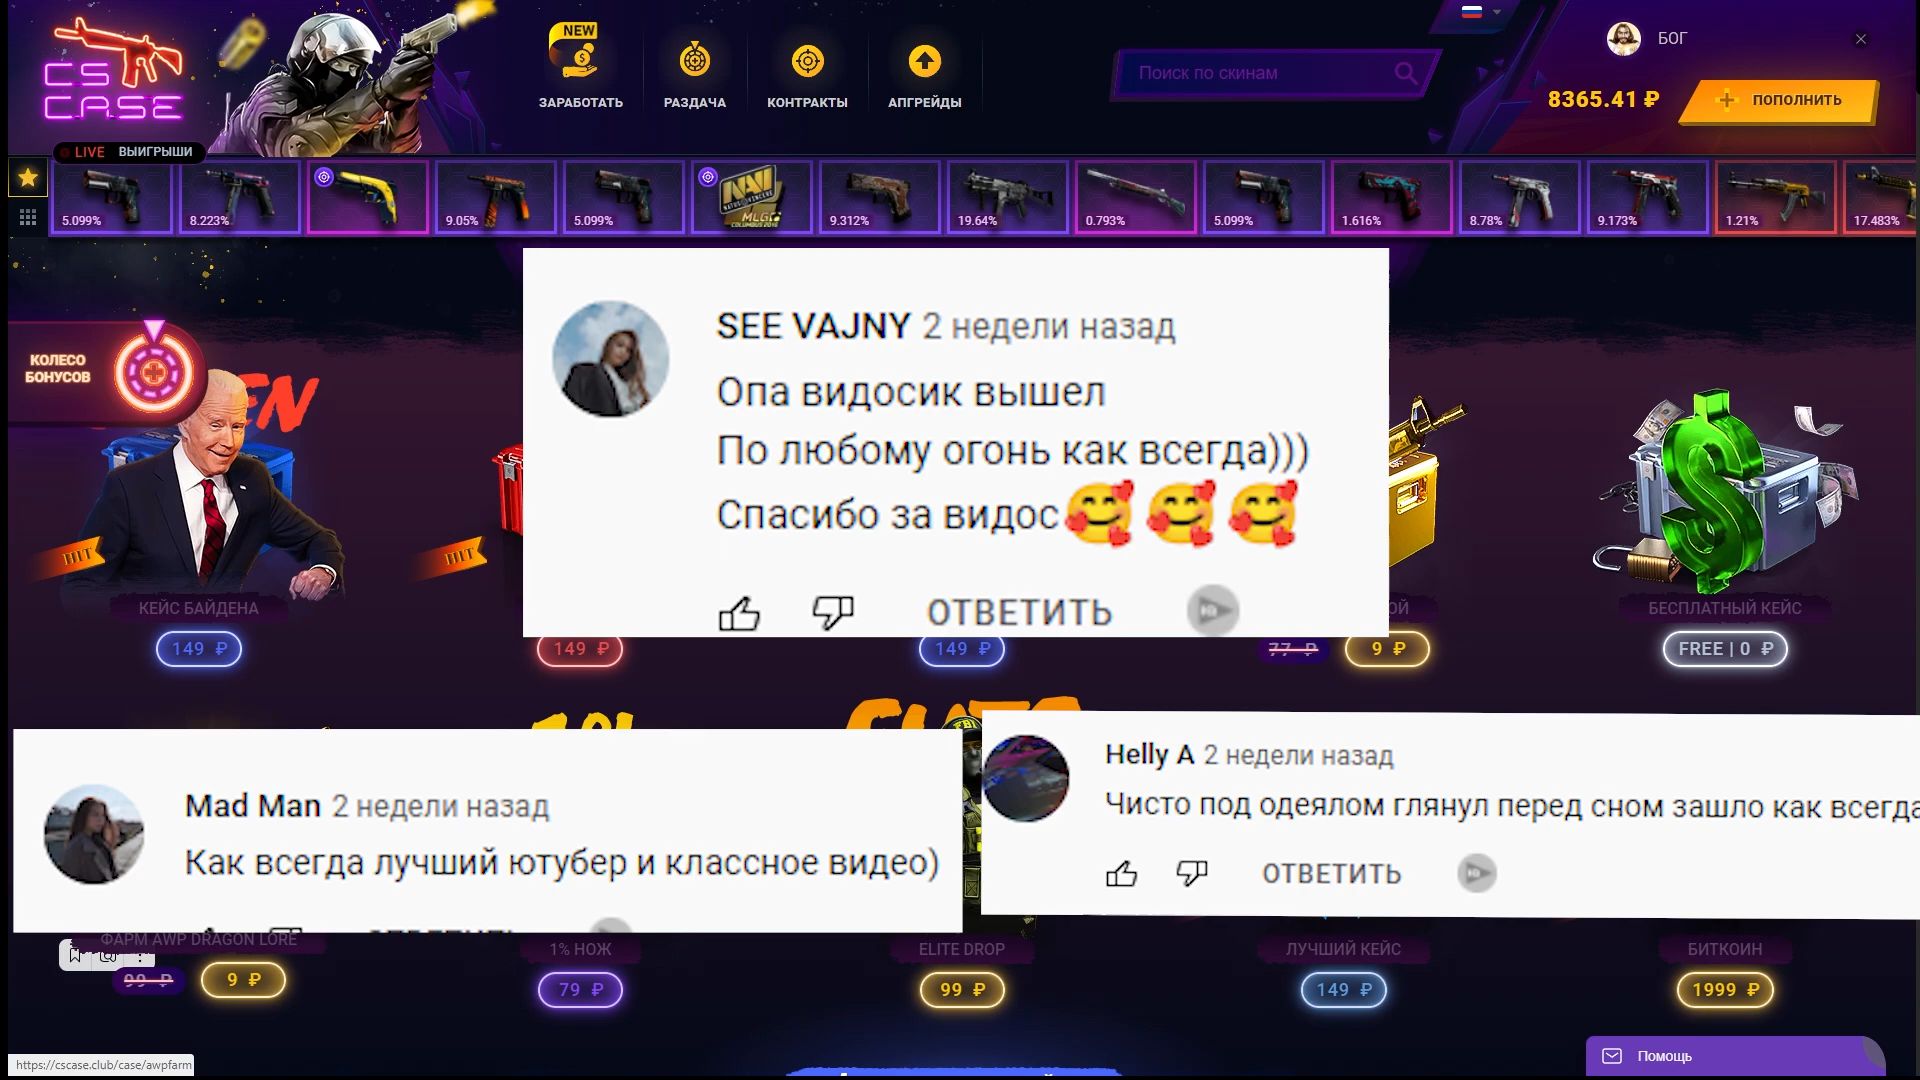 CS
CASE
NEW
ЗАРАБОТАТЬ
РАЗДАЧА
КОНТРАКТЫ
АПГРЕЙДЫ
Поиск по скинам
БОГ
8365.41 ₽
ПОПОЛНИТЬ
LIVE ВЫИГРЫШИ
5.099%
8.223%
9.05%
5.099%
NAVI
9.312%
19.64%
0.793%
5.099%
1.616%
8.78%
9.173%
1.21%
17.483%
КОЛЕСО
БОНУСОВ
SEE VAJNY 2 недели назад
Опа видосик вышел
По любому огонь как всегда)))
Спасибо за видос🥰🥰🥰
ОТВЕТИТЬ
HIT
HIT
КЕЙС БАЙДЕНА
БЕСПЛАТНЫЙ КЕЙС
149 ₽
149 ₽
149 ₽
77 ₽
9 ₽
FREE | 0 ₽
Mad Man 2 недели назад
Как всегда лучший ютубер и классное видео)
FBI
Helly A 2 недели назад
Чисто под одеялом глянул перед сном зашло как всегда
ОТВЕТИТЬ
ФАРМ AWP DRAGON LORE
1% НОЖ
ELITE DROP
ЛУЧШИЙ КЕЙС
БИТКОИН
99 ₽
9 ₽
79 ₽
99 ₽
149 ₽
1999 ₽
https://cscase.club/case/awpfarm
Помощь